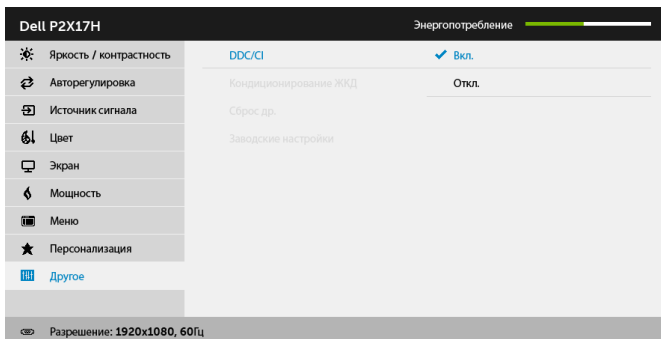 Dell P2X17H
Энергопотребление
Яркость / контрастность
DDC/CI
Вкл.
Авторегулировка
Кондиционирование ЖКД
Откл.
Источник сигнала
Сброс др.
Цвет
Заводские настройки
Экран
Мощность
Меню
Персонализация
Другое
Разрешение: 1920x1080, 60Гц